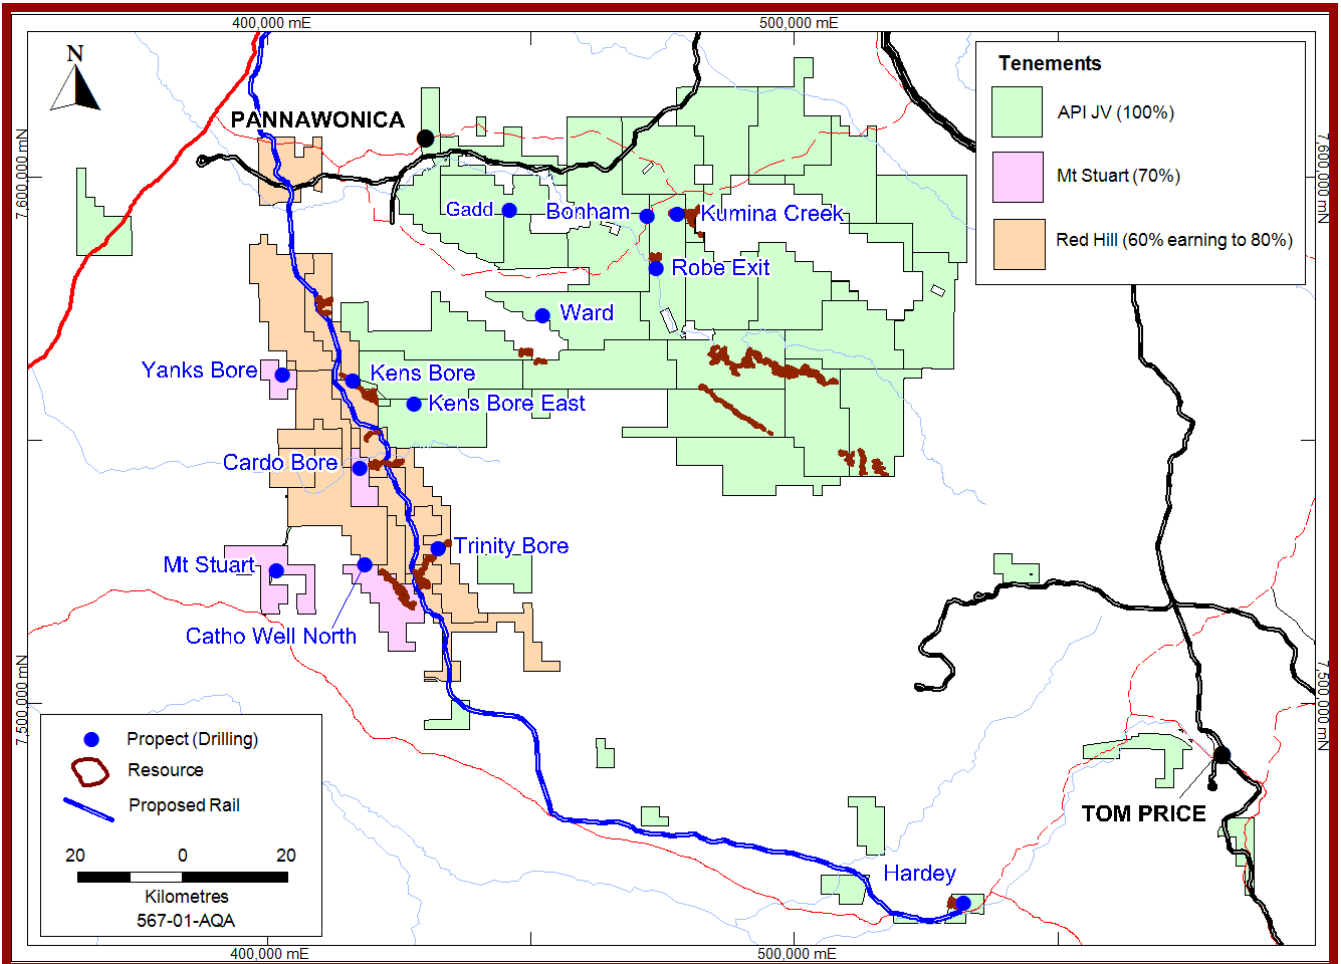 400,000 mE
500,000 mE
N
Tenements
API JV (100%)
Mt Stuart (70%)
Red Hill (60% earning to 80%)
PANNAWONICA
7,600,000 mN
7,600,000 mN
Gadd
Bonham
Kumina Creek
Robe Exit
Ward
Yanks Bore
Kens Bore
Kens Bore East
Cardo Bore
Trinity Bore
Mt Stuart
Catho Well North
7,500,000 mN
7,500,000 mN
Propect (Drilling)
Resource
Proposed Rail
20 0 20
Kilometres
567-01-AQA
TOM PRICE
Hardey
400,000 mE
500,000 mE